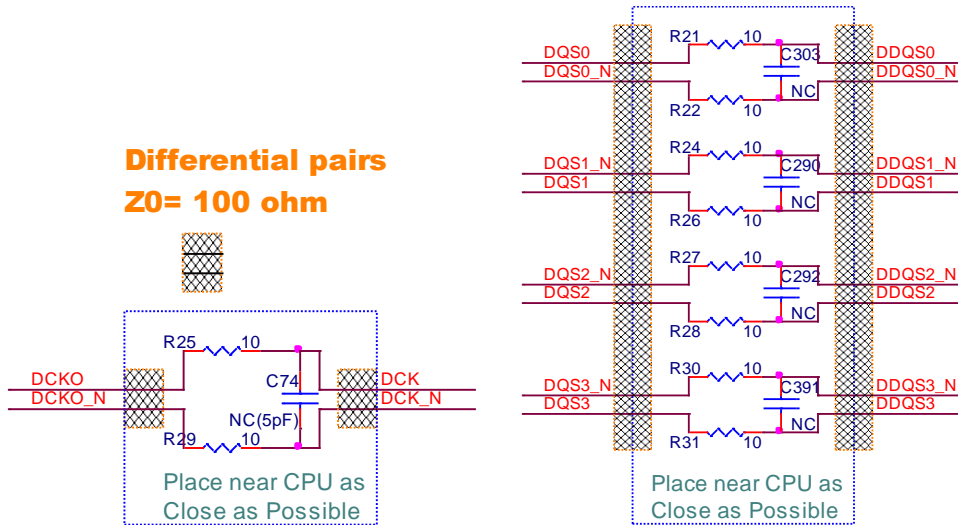 Differential pairs
Z0= 100 ohm
R25
10
DCKO
DCKO_N
C74
NC(5pF)
DCK
DCK_N
R29
10
Place near CPU as
Close as Possible
R21
10
DQS0
DQS0_N
C303
NC
DDQS0
DDQS0_N
R22
10
R24
10
DQS1_N
DQS1
C290
NC
DDQS1_N
DDQS1
R26
10
R27
10
DQS2_N
DQS2
C292
NC
DDQS2_N
DDQS2
R28
10
R30
10
DQS3_N
DQS3
C391
NC
DDQS3_N
DDQS3
R31
10
Place near CPU as
Close as Possible